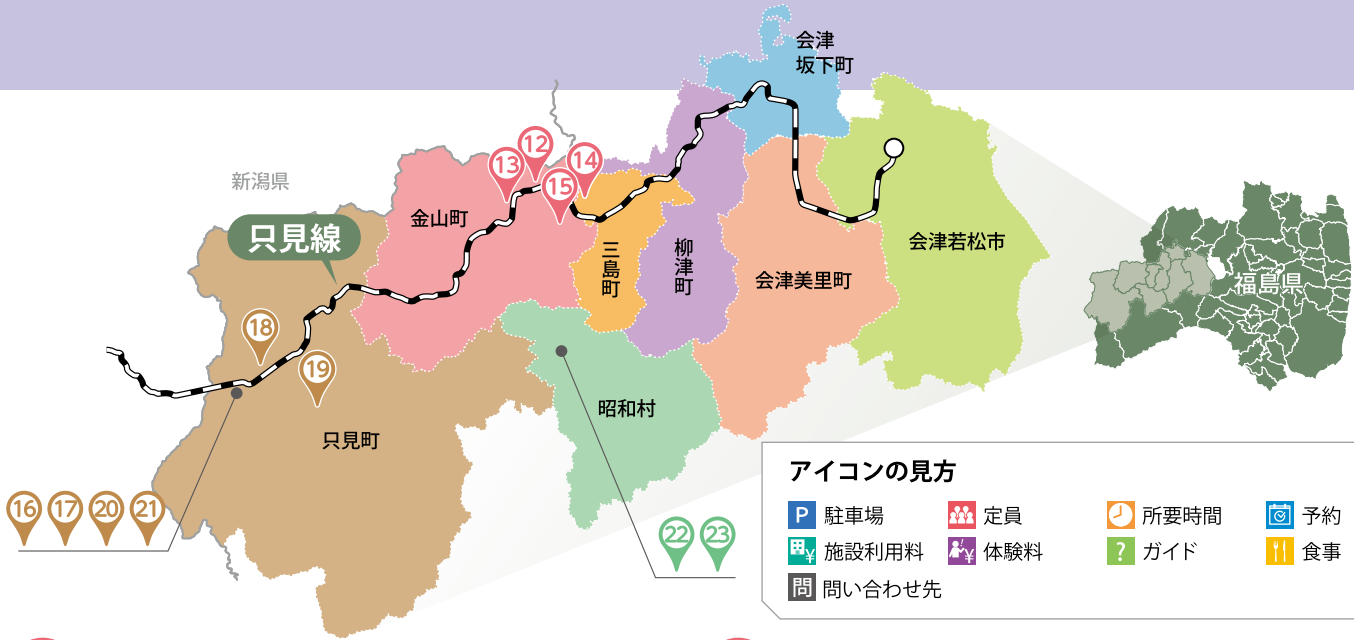 会津
坂下町
新潟県
12
13
14
15
金山町
只見線
三島町
柳津町
会津若松市
会津美里町
福島県
18
19
昭和村
只見町
16
17
20
21
22
23
アイコンの見方
P 駐車場
定員
所要時間
予約
¥ 施設利用料
¥ 体験料
? ガイド
食事
問 問い合わせ先